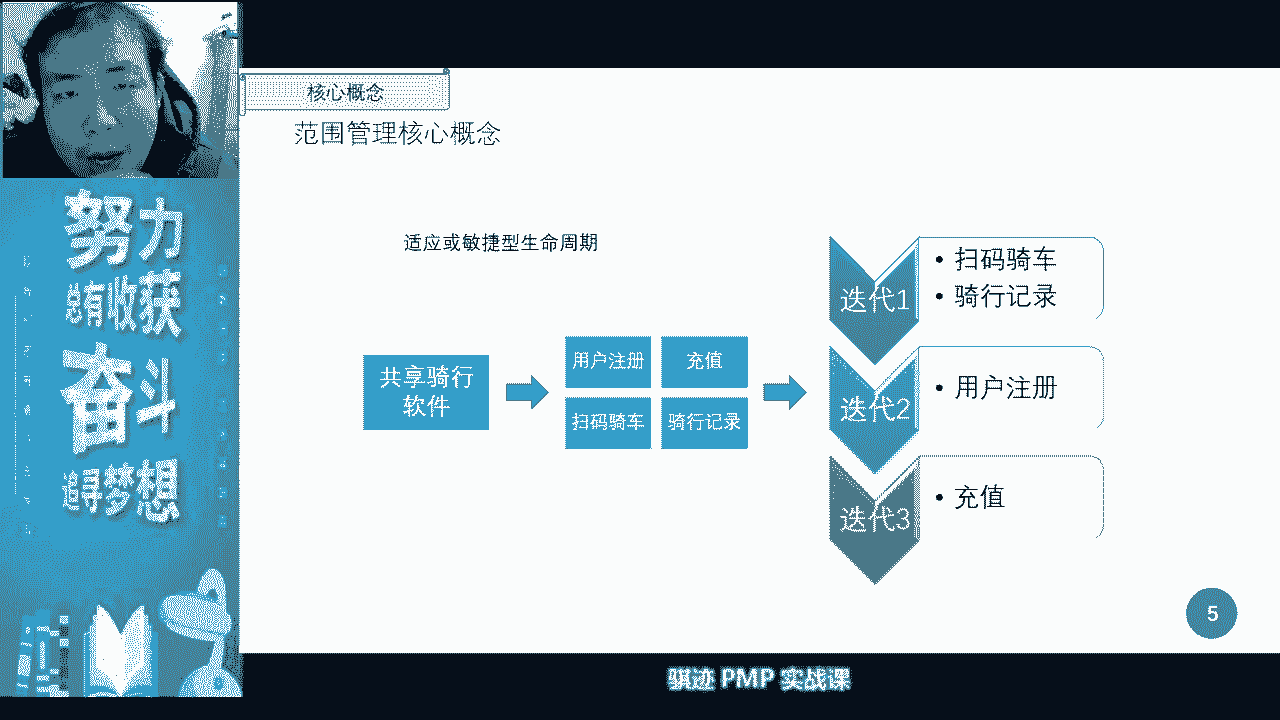 核心概念
范围管理核心概念
努力
总有收获
奋斗
追寻梦想
适应或敏捷型生命周期
共享骑行
软件
用户注册
充值
扫码骑车
骑行记录
迭代1
扫码骑车
骑行记录
迭代2
用户注册
迭代3
充值
5
骐迹 PMP 实战课